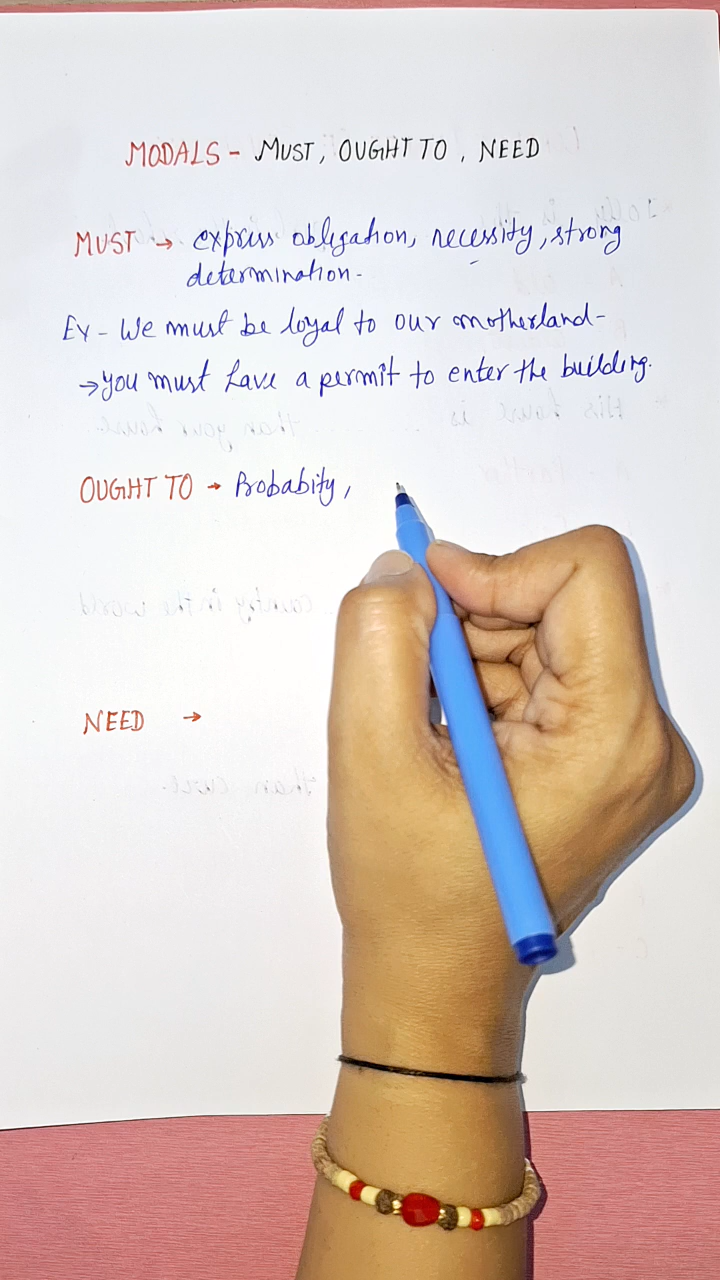 MODALS - MUST, OUGHT TO, NEED
MUST → express obligation, necessity, strong
determination.
Ex - We must be loyal to our motherland-
→ you must have a permit to enter the building.
OUGHT TO → Probabity,
NEED →